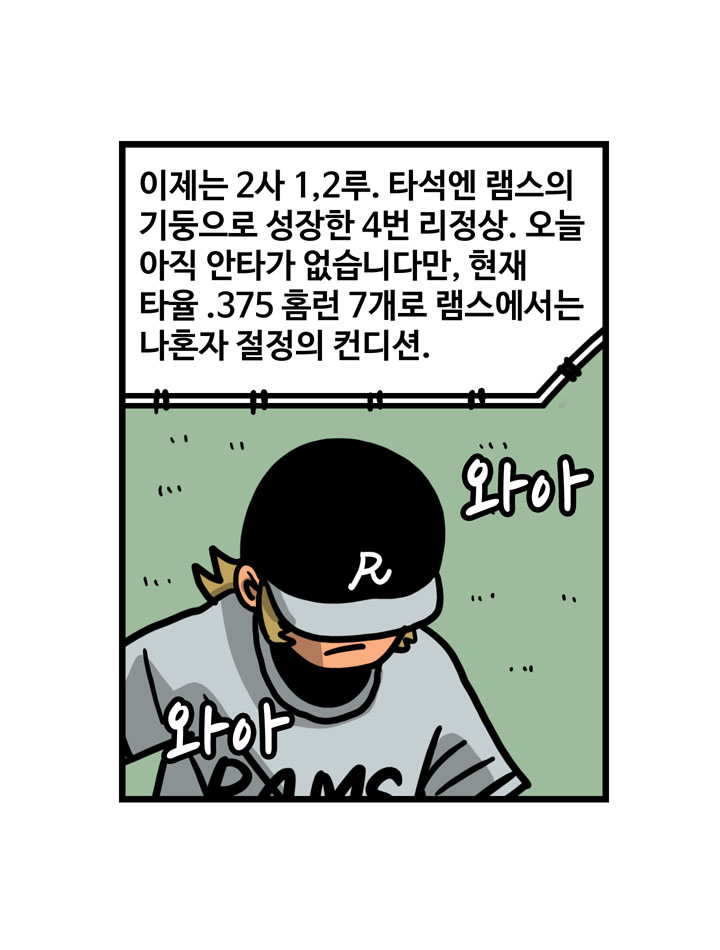 이제는 2사 1,2루. 타석엔 램스의
기둥으로 성장한 4번 리정상. 오늘
아직 안타가 없습니다만, 현재
타율 .375 홈런 7개로 램스에서는
나혼자 절정의 컨디션.
와아
R
와아
RAMS